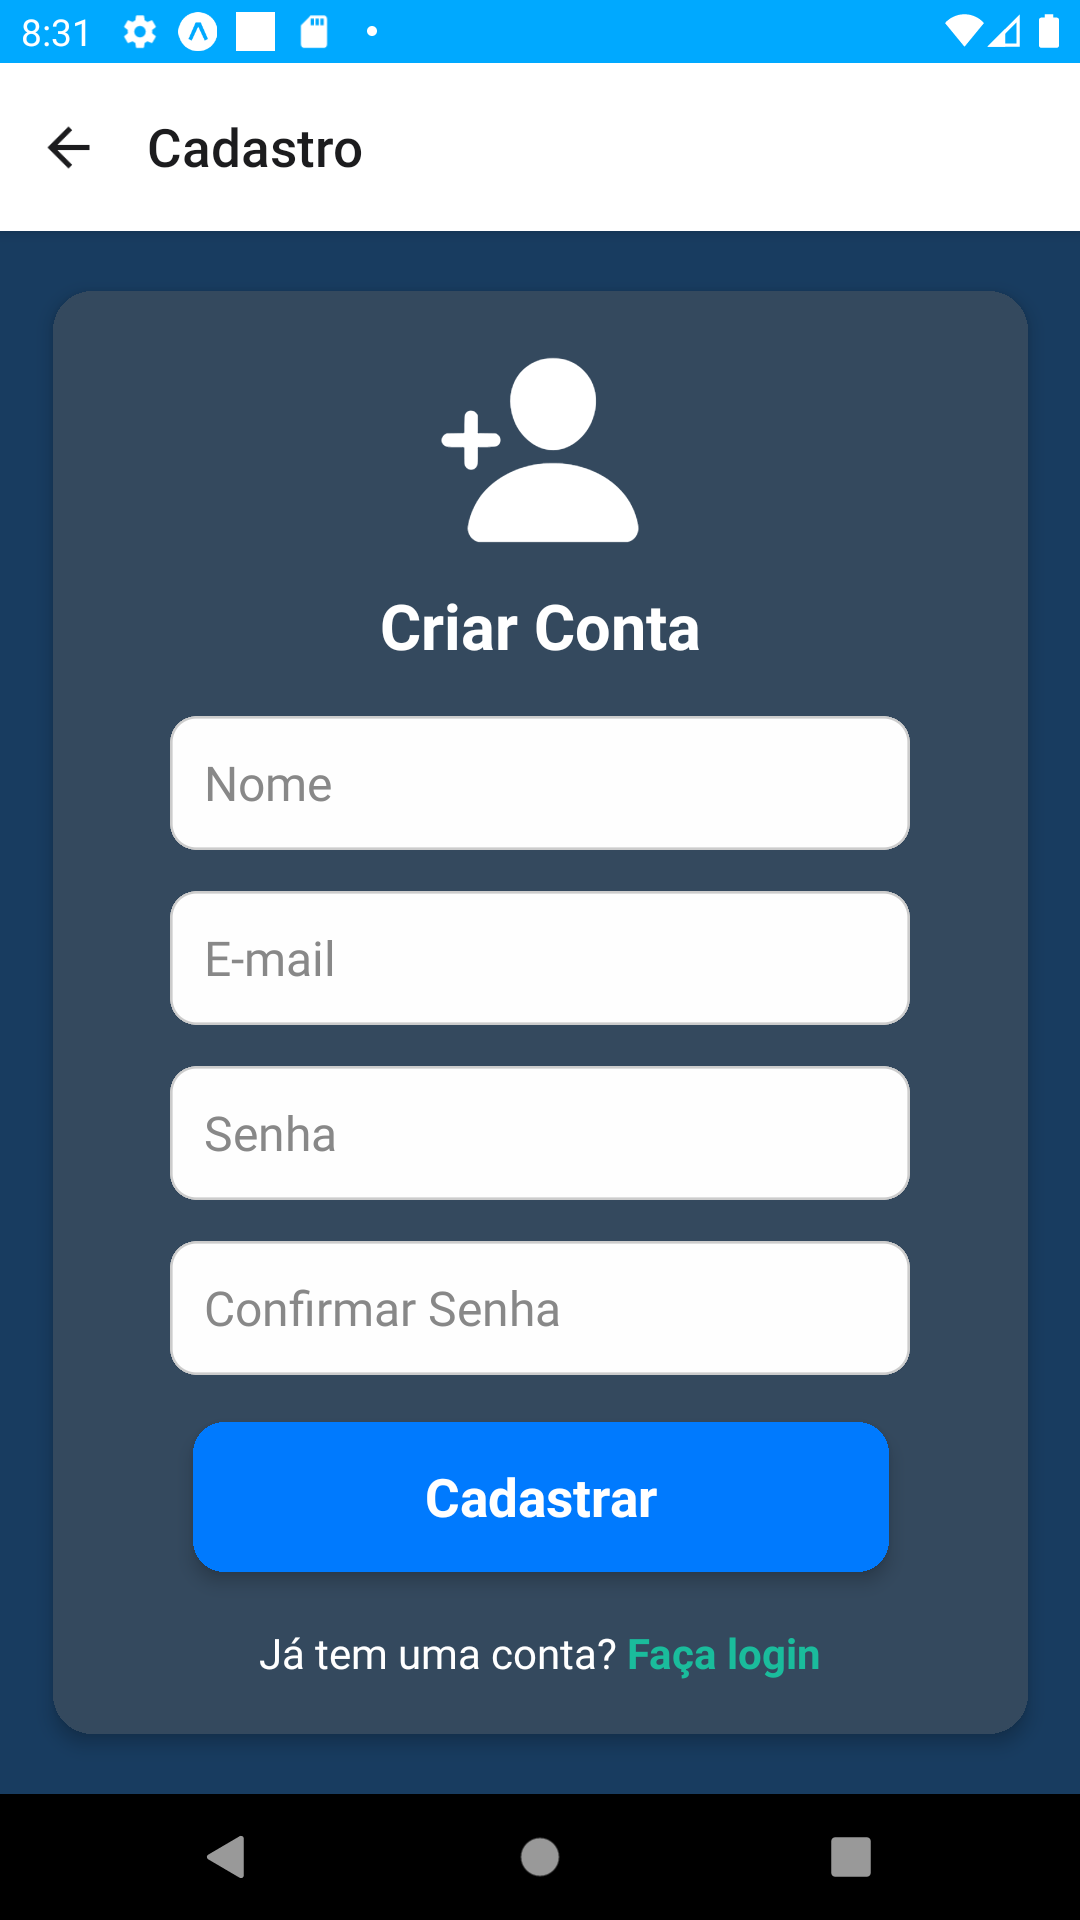 8:31
Cadastro
Criar Conta
Nome
E-mail
Senha
Confirmar Senha
Cadastrar
Já tem uma conta? Faça login